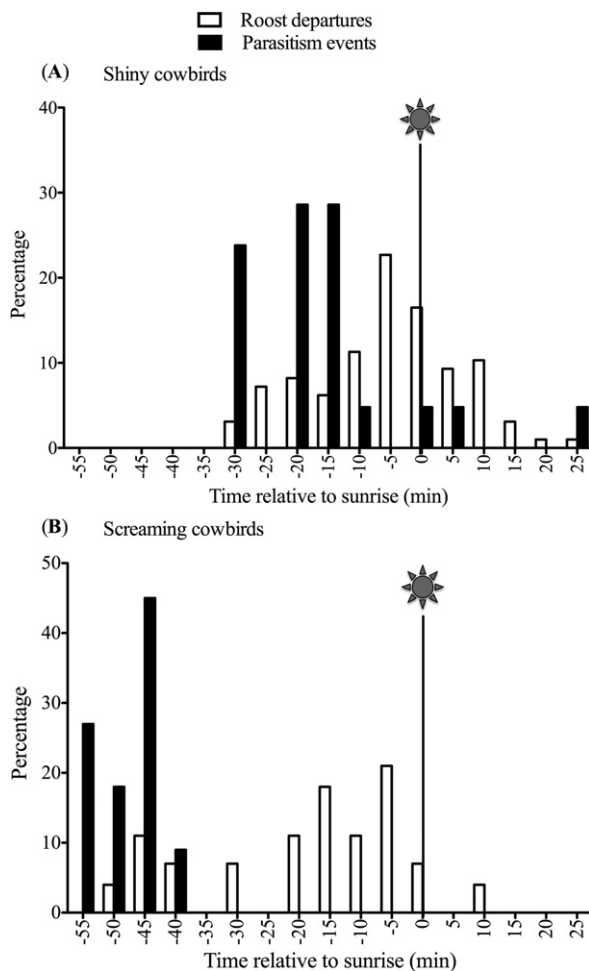 Roost departures
Parasitism events
(A) Shiny cowbirds
40
30
20
10
0
Percentage
-55 -50 -45 -40 -35 -30 -25 -20 -15 -10 -5 0 5 10 15 20 25
Time relative to sunrise (min)
(B) Screaming cowbirds
50
40
30
20
10
0
Percentage
-55 -50 -45 -40 -35 -30 -25 -20 -15 -10 -5 0 5 10 15 20 25
Time relative to sunrise (min)